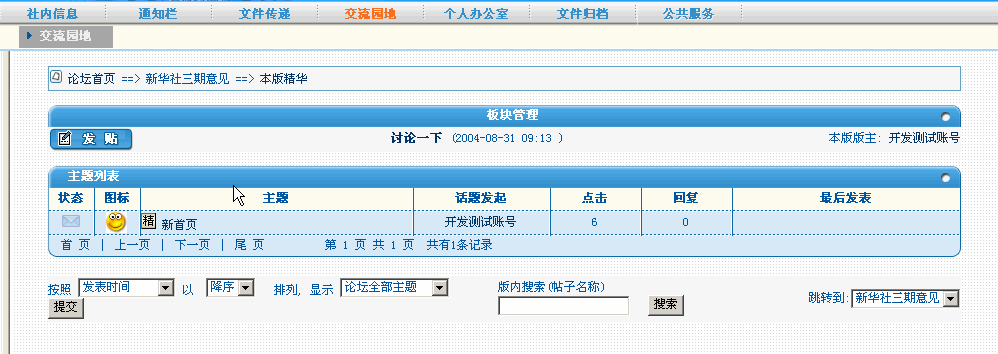 社内信息 通知栏 文件传递 交流园地 个人办公室 文件归档 公共服务
交流园地
论坛首页 ==> 新华社三期意见 ==> 本版精华
板块管理
发 贴 讨论一下 (2004-08-31 09:13 ) 本版版主: 开发测试账号
主题列表
状态 图标 主题 话题发起 点击 回复 最后发表
精 新首页 开发测试账号 6 0
首 页 | 上一页 | 下一页 | 尾 页 第 1 页 共 1 页 共有1条记录
按照 发表时间 以 降序 排列, 显示 论坛全部主题 版内搜索(帖子名称)
提交 搜索 跳转到: 新华社三期意见